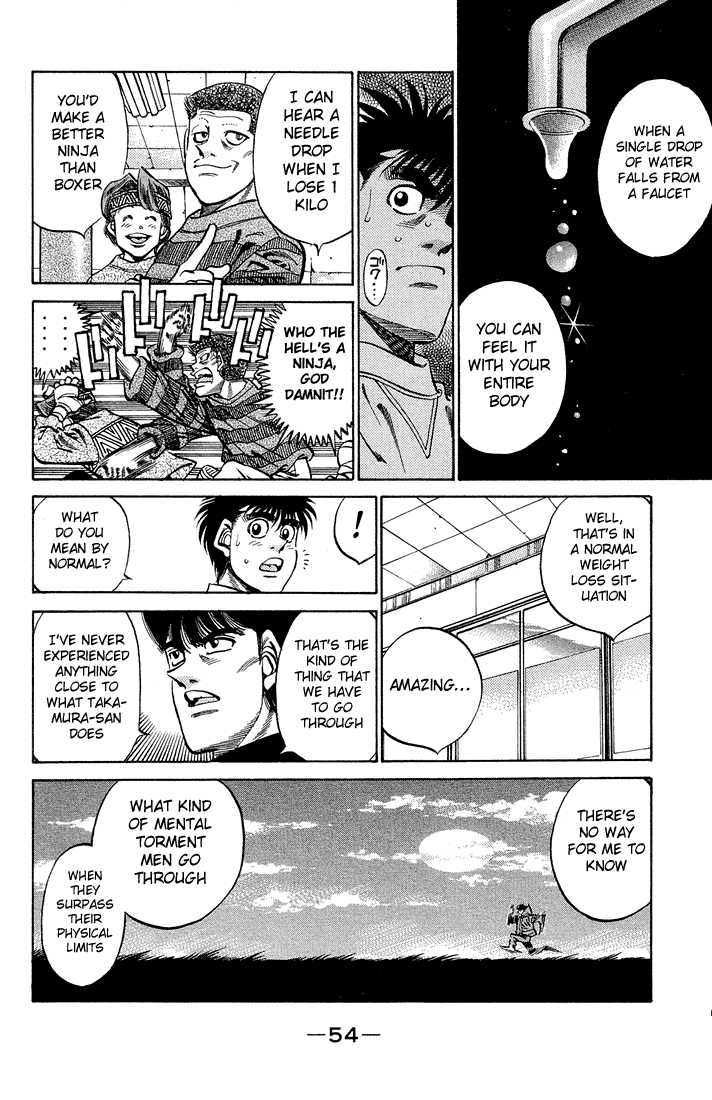 WHEN A
SINGLE DROP
OF WATER
FALLS FROM
A FAUCET
YOU CAN
FEEL IT
WITH YOUR
ENTIRE
BODY
ゴク…
I CAN
HEAR A
NEEDLE
DROP
WHEN I
LOSE 1
KILO
YOU'D
MAKE A
BETTER
NINJA
THAN
BOXER
WHO THE
HELL'S A
NINJA,
GOD
DAMNIT!!
WELL,
THAT'S IN
A NORMAL
WEIGHT
LOSS SIT-
UATION
AMAZING...
!
WHAT
DO YOU
MEAN BY
NORMAL?
THAT'S THE
KIND OF
THING THAT
WE HAVE
TO GO
THROUGH
I'VE NEVER
EXPERIENCED
ANYTHING
CLOSE TO
WHAT TAKA-
MURA-SAN
DOES
THERE'S
NO WAY
FOR ME TO
KNOW
WHAT KIND
OF MENTAL
TORMENT
MEN GO
THROUGH
WHEN
THEY
SURPASS
THEIR
PHYSICAL
LIMITS
—54—